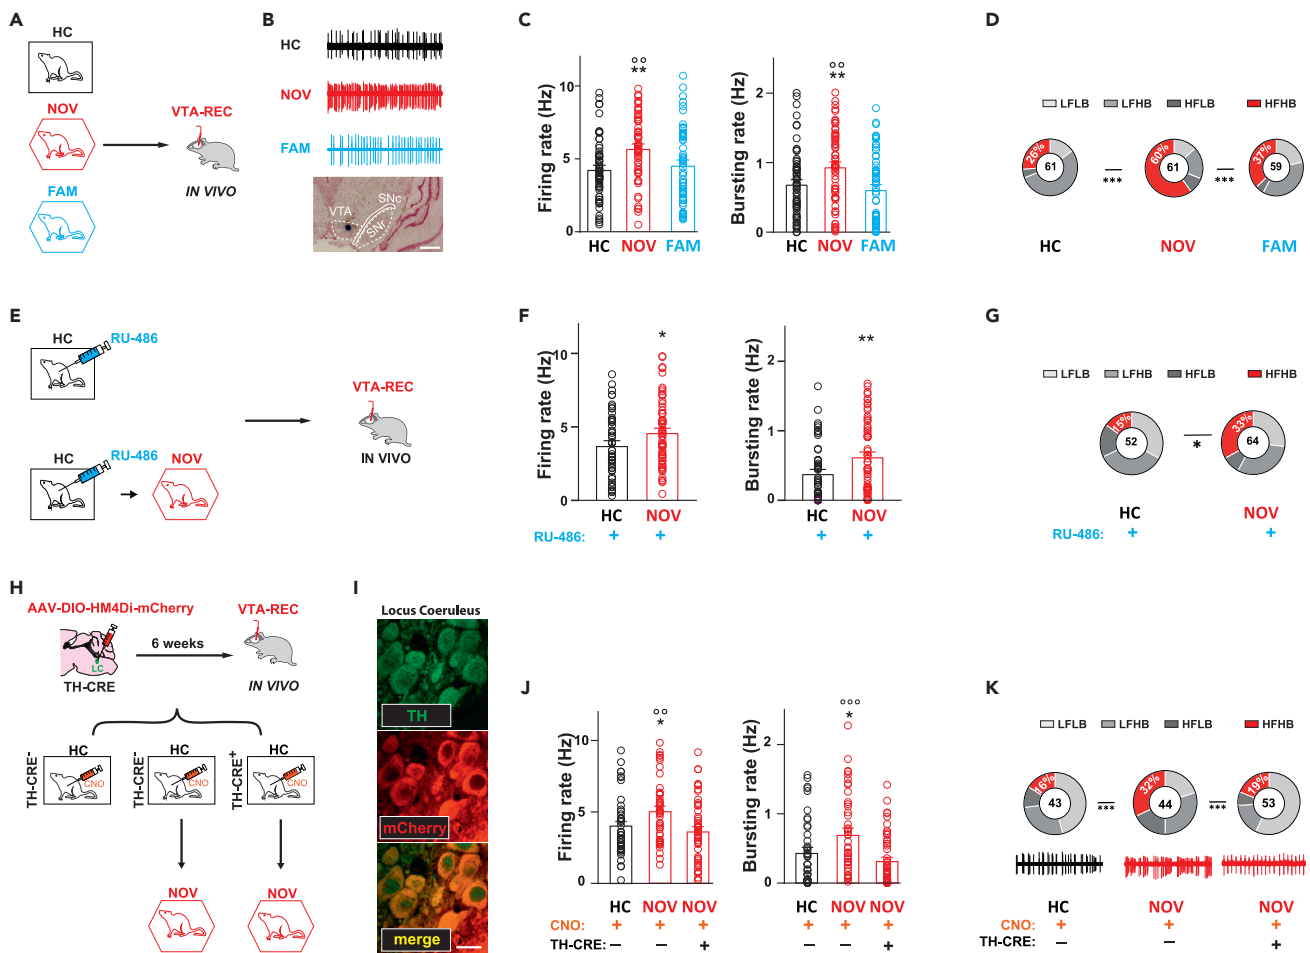 A
HC
NOV
FAM
VTA-REC
IN VIVO
B
HC
NOV
FAM
VTA
SNc
SNr
C
Firing rate (Hz)
10
5
0
°°
**
HC NOV FAM
Bursting rate (Hz)
2
1
0
°°
**
HC NOV FAM
D
LFLB LFHB HFLB HFHB
26%
61
***
60%
61
***
37%
59
HC NOV FAM
E
HC
RU-486
HC
RU-486
NOV
VTA-REC
IN VIVO
F
Firing rate (Hz)
10
5
0
*
HC NOV
RU-486: + +
Bursting rate (Hz)
2
1
0
**
HC NOV
+ +
G
LFLB LFHB HFLB HFHB
15%
52
*
33%
64
HC NOV
RU-486: + +
H
AAV-DIO-HM4Di-mCherry
LC
TH-CRE
6 weeks
VTA-REC
IN VIVO
TH-CRE-
HC
CNO
TH-CRE-
HC
CNO
TH-CRE+
HC
CNO
NOV
NOV
I
Locus Coeruleus
TH
mCherry
merge
J
Firing rate (Hz)
10
5
0
°°
*
HC NOV NOV
CNO: + + +
TH-CRE: − − +
Bursting rate (Hz)
2
1
0
°°°
*
HC NOV NOV
+ + +
− − +
K
LFLB LFHB HFLB HFHB
16%
43
***
32%
44
***
19%
53
HC NOV NOV
CNO: + + +
TH-CRE: − − +